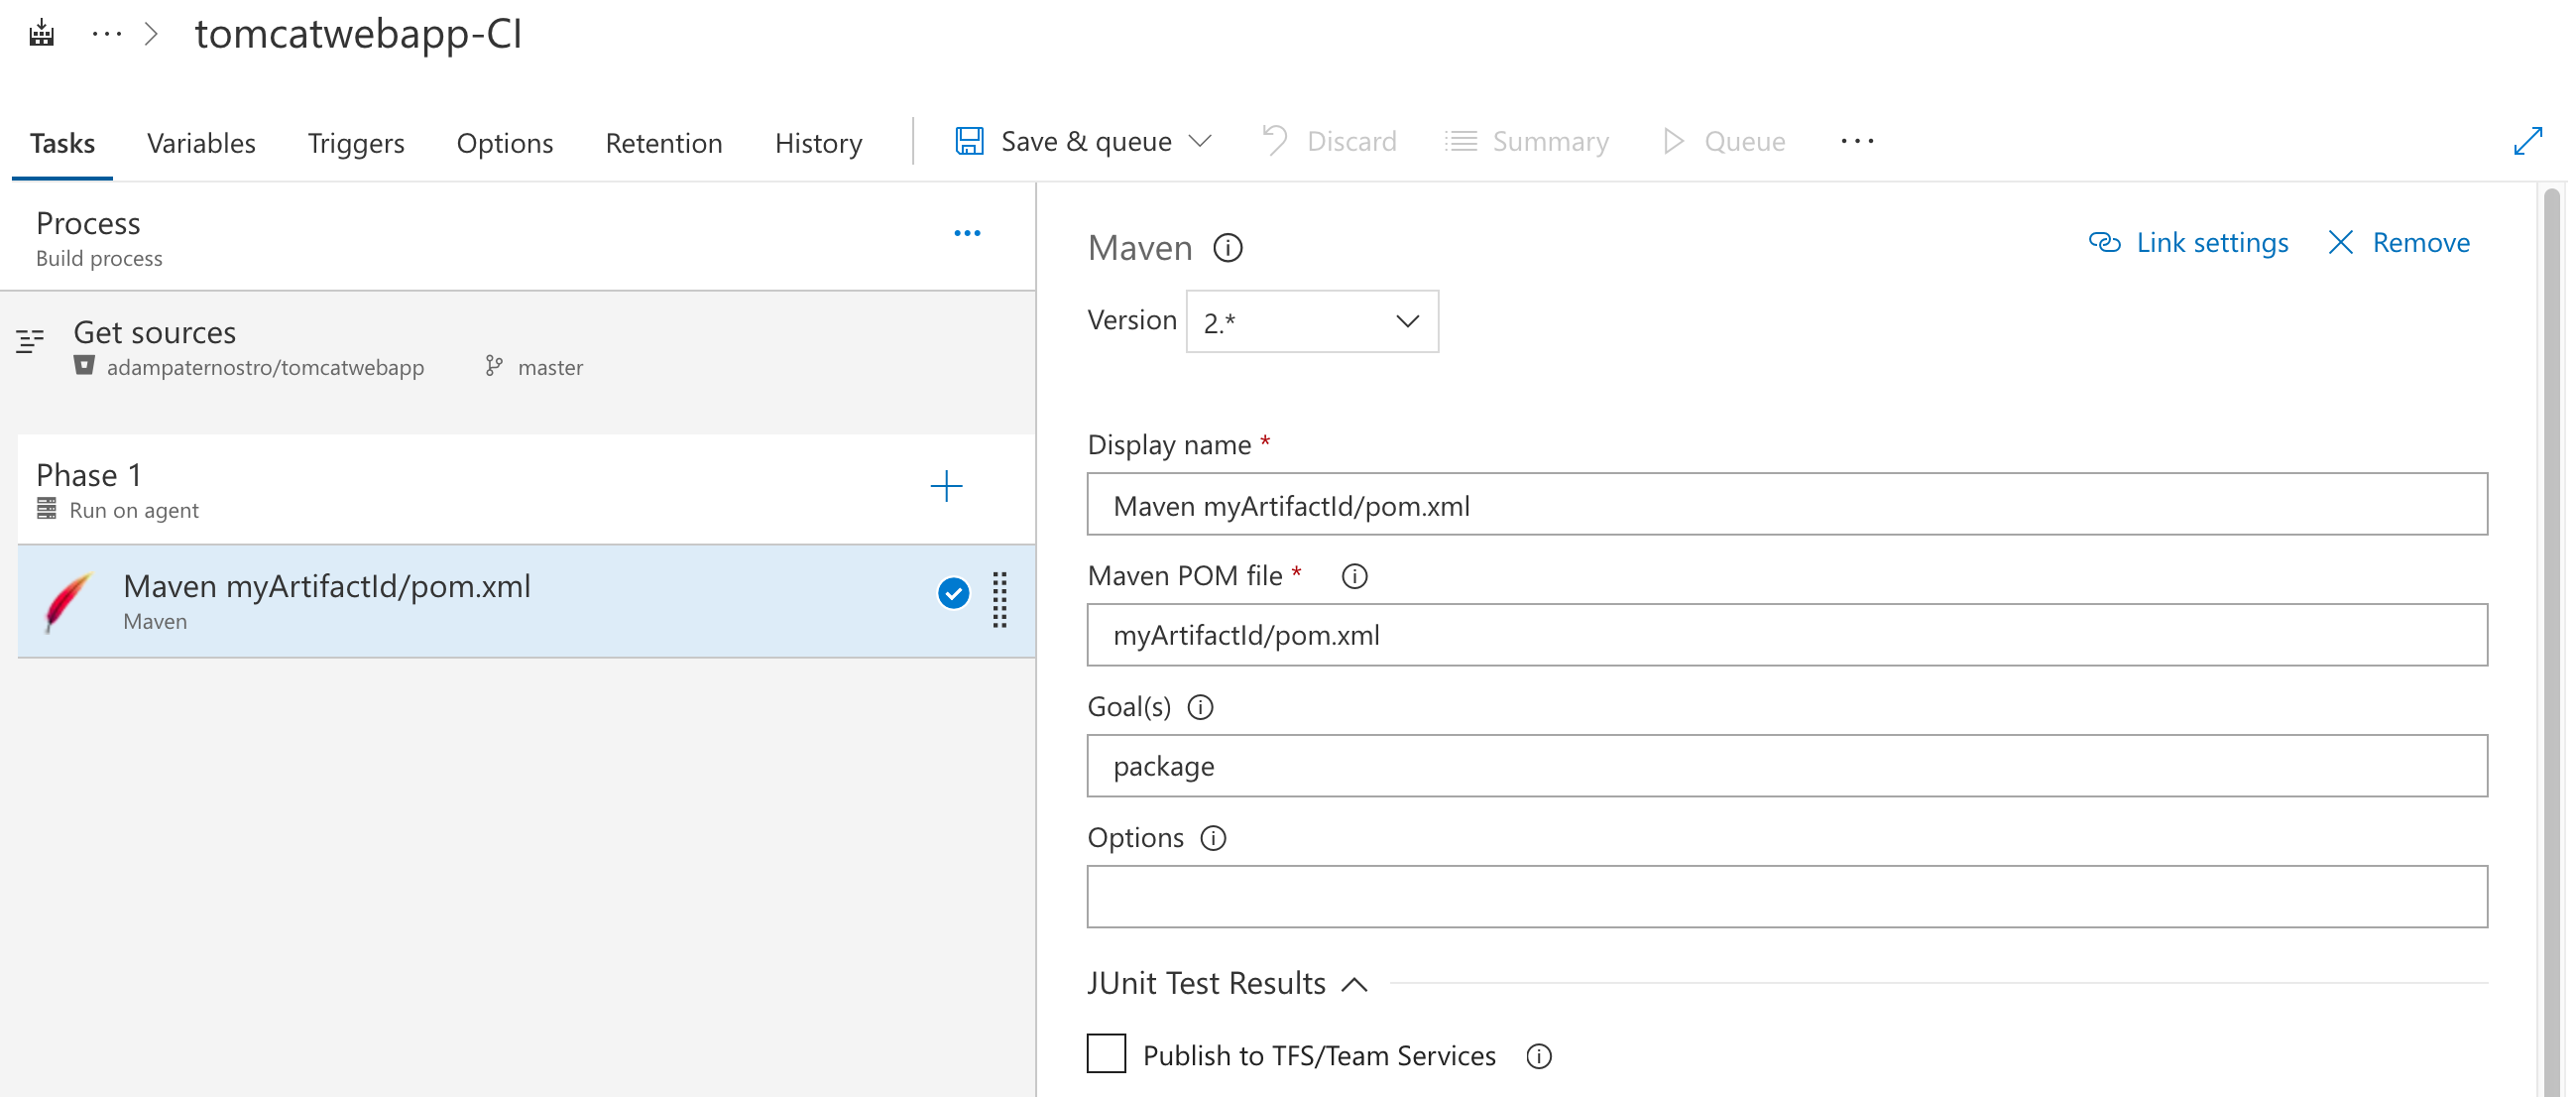 tomcatwebapp-CI
Tasks Variables Triggers Options Retention History Save & queue Discard Summary Queue
Process
Build process
Get sources
adampaternostro/tomcatwebapp master
Phase 1
Run on agent
Maven myArtifactId/pom.xml
Maven
Maven
Link settings Remove
Version 2.*
Display name *
Maven myArtifactId/pom.xml
Maven POM file *
myArtifactId/pom.xml
Goal(s)
package
Options
JUnit Test Results
Publish to TFS/Team Services